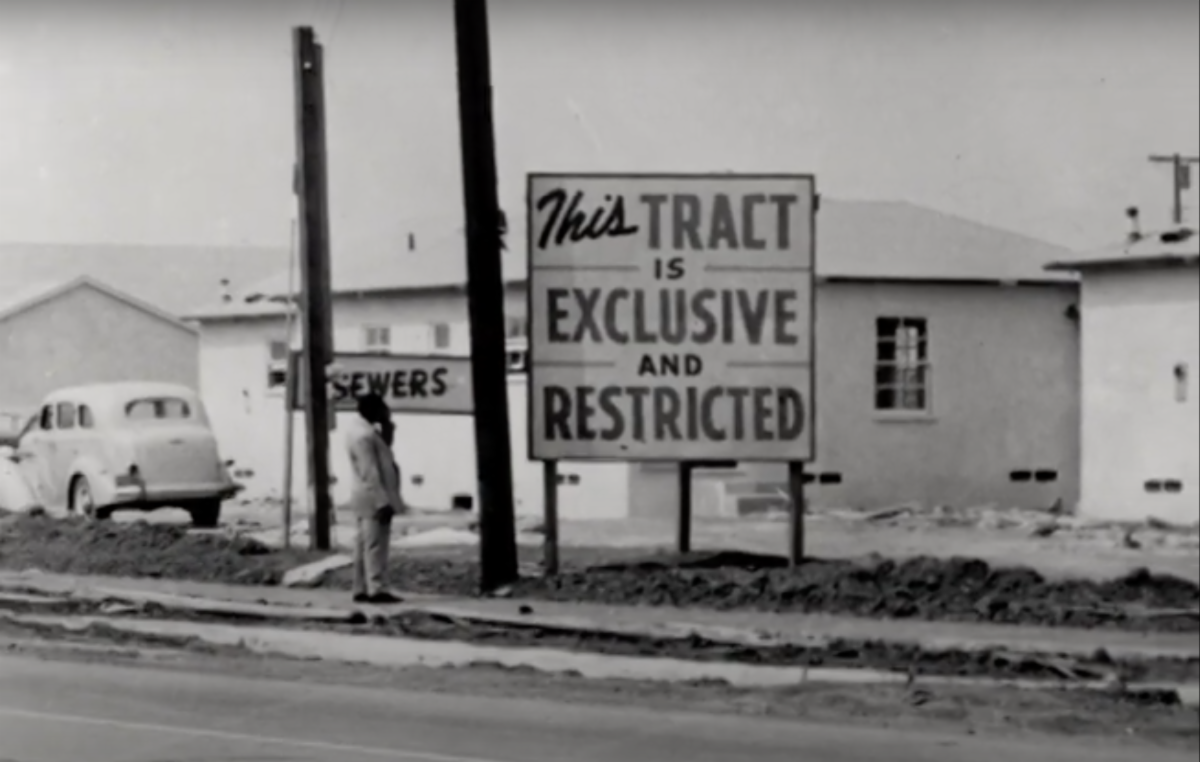 This TRACT
IS
EXCLUSIVE
AND
RESTRICTED
SEWERS